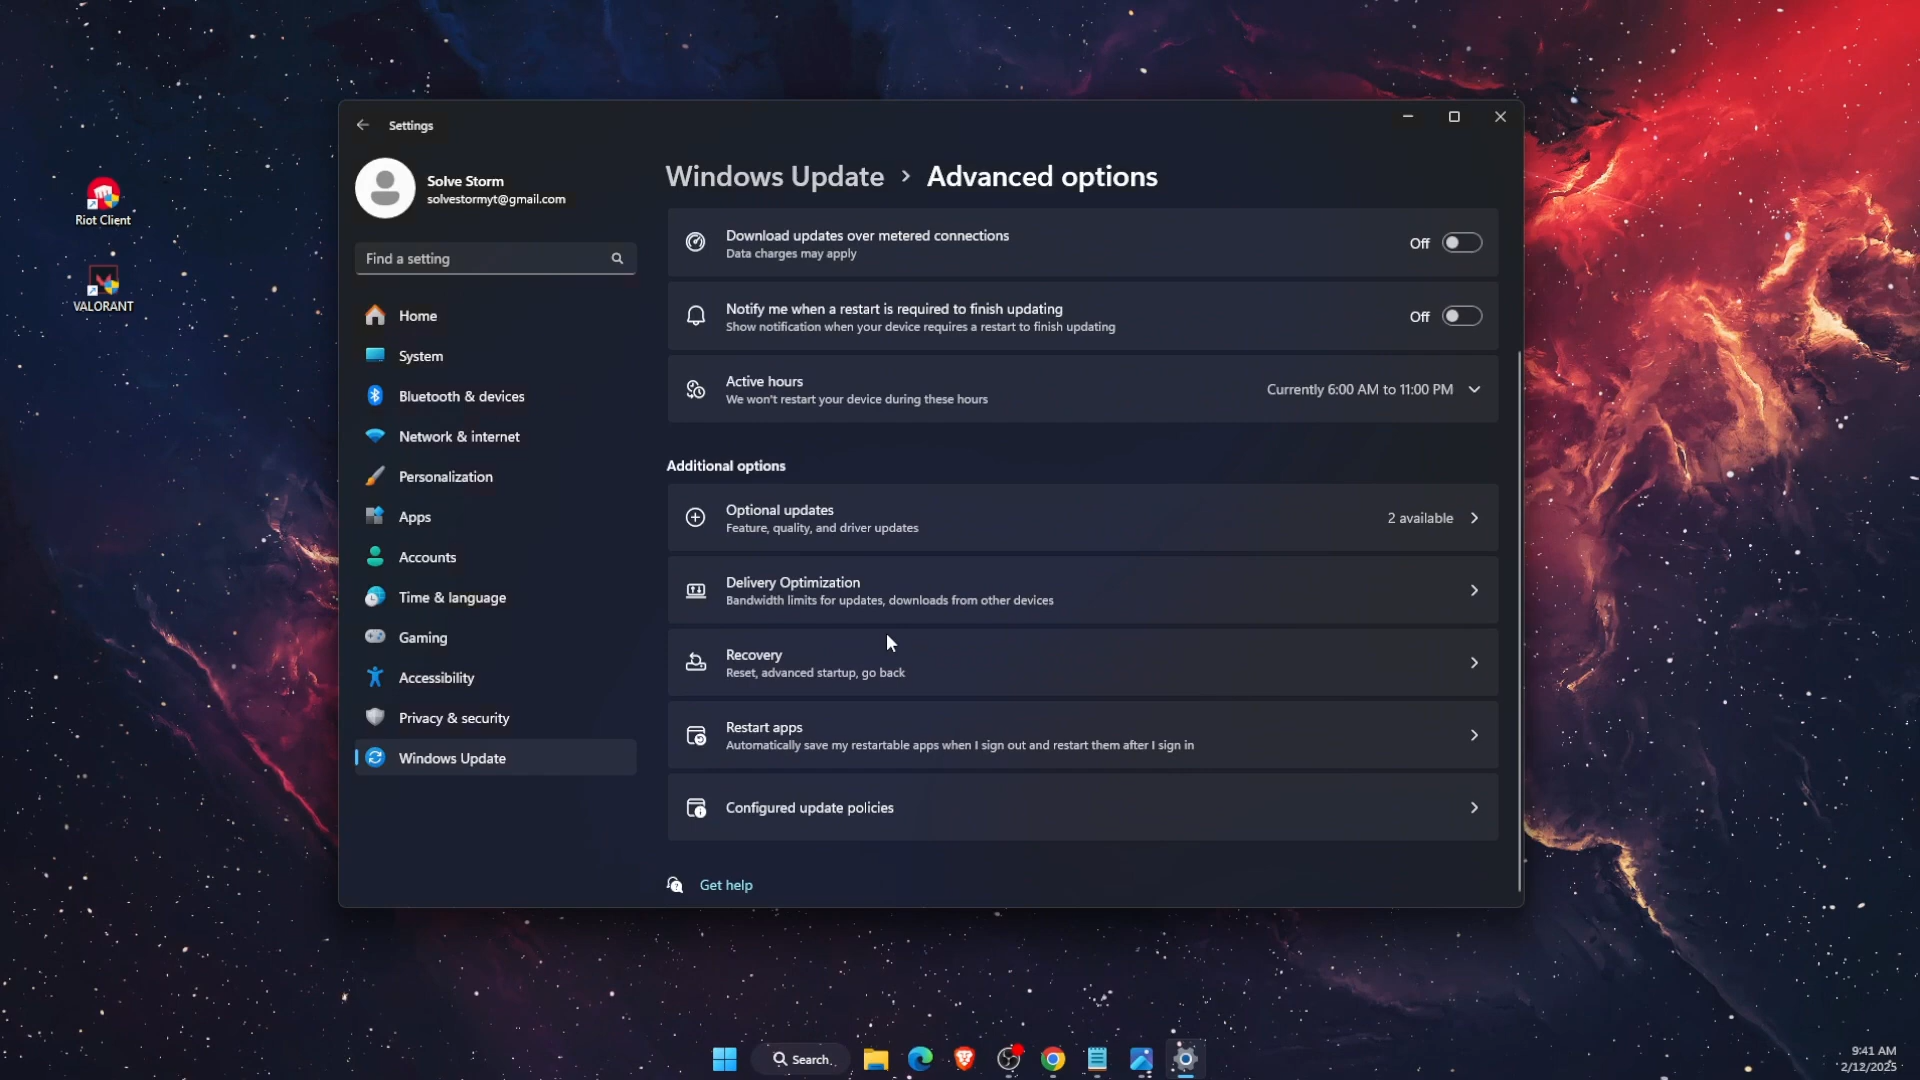 Settings
Solve Storm
solvestormyt@gmail.com
Find a setting
Home
System
Bluetooth & devices
Network & internet
Personalization
Apps
Accounts
Time & language
Gaming
Accessibility
Privacy & security
Windows Update
Windows Update > Advanced options
Download updates over metered connections
Data charges may apply
Off
Notify me when a restart is required to finish updating
Show notification when your device requires a restart to finish updating
Off
Active hours
We won't restart your device during these hours
Currently 6:00 AM to 11:00 PM
Additional options
Optional updates
Feature, quality, and driver updates
2 available
Delivery Optimization
Bandwidth limits for updates, downloads from other devices
Recovery
Reset, advanced startup, go back
Restart apps
Automatically save my restartable apps when I sign out and restart them after I sign in
Configured update policies
Get help
Riot Client
VALORANT
Search
9:41 AM
2/12/2025